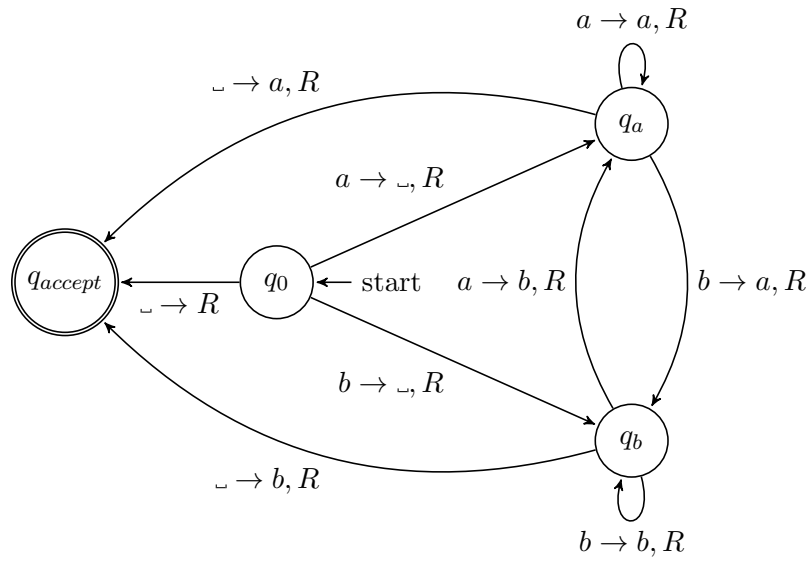 a → a, R
q_a
␣ → a, R
a → ␣, R
q_accept
q_0
start
a → b, R
b → a, R
␣ → R
b → ␣, R
q_b
␣ → b, R
b → b, R